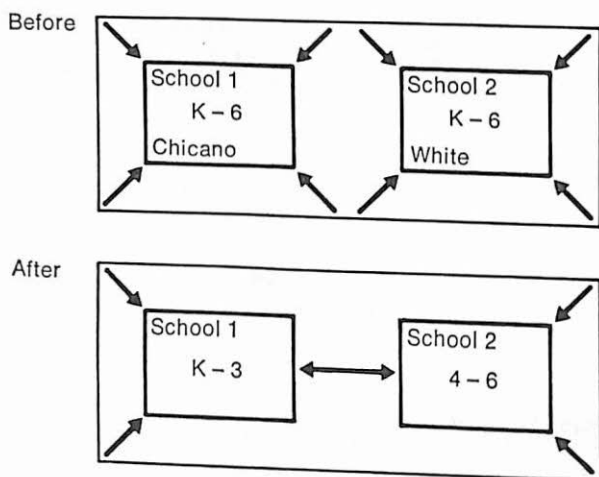 Before
School 1
K – 6
Chicano
School 2
K – 6
White
After
School 1
K – 3
School 2
4 – 6